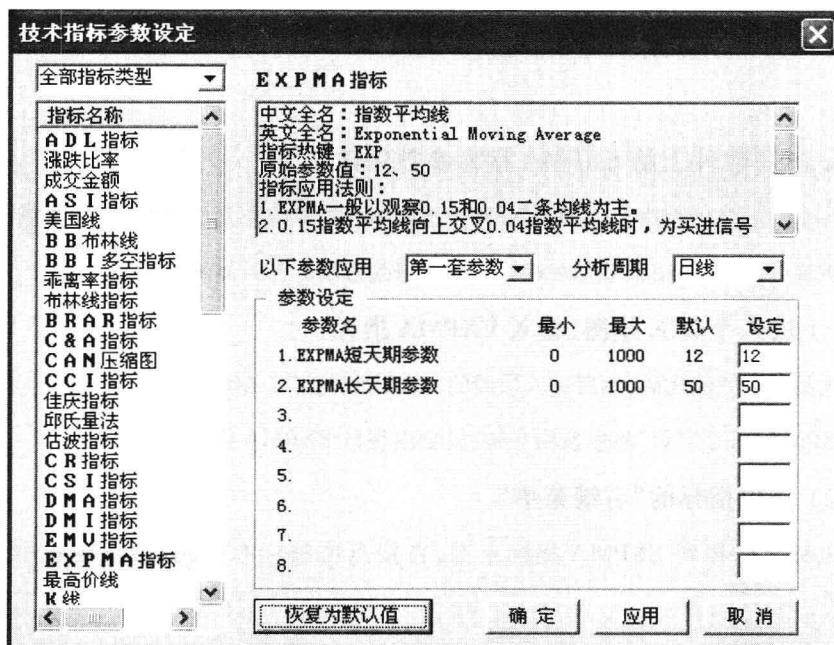 技术指标参数设定
全部指标类型
指标名称
ADL指标
涨跌比率
成交金额
ASI指标
美国线
BB布林线
BBI多空指标
乖离率指标
布林线指标
BRAR指标
C&A指标
CAN压缩图
CCI指标
佳庆指标
邱氏量法
估波指标
CR指标
CSI指标
DMA指标
DMI指标
EMV指标
EXPMA指标
最高价线
K线
EXPMA指标
中文全名：指数平均线
英文全名：Exponential Moving Average
指标热键：EXP
原始参数值：12、50
指标应用法则：
1.EXPMA一般以观察0.15和0.04二条均线为主。
2.0.15指数平均线向上交叉0.04指数平均线时，为买进信号
以下参数应用 第一套参数 分析周期 日线
参数设定
参数名 最小 最大 默认 设定
1.EXPMA短天期参数 0 1000 12 12
2.EXPMA长天期参数 0 1000 50 50
3.
4.
5.
6.
7.
8.
恢复为默认值 确定 应用 取消